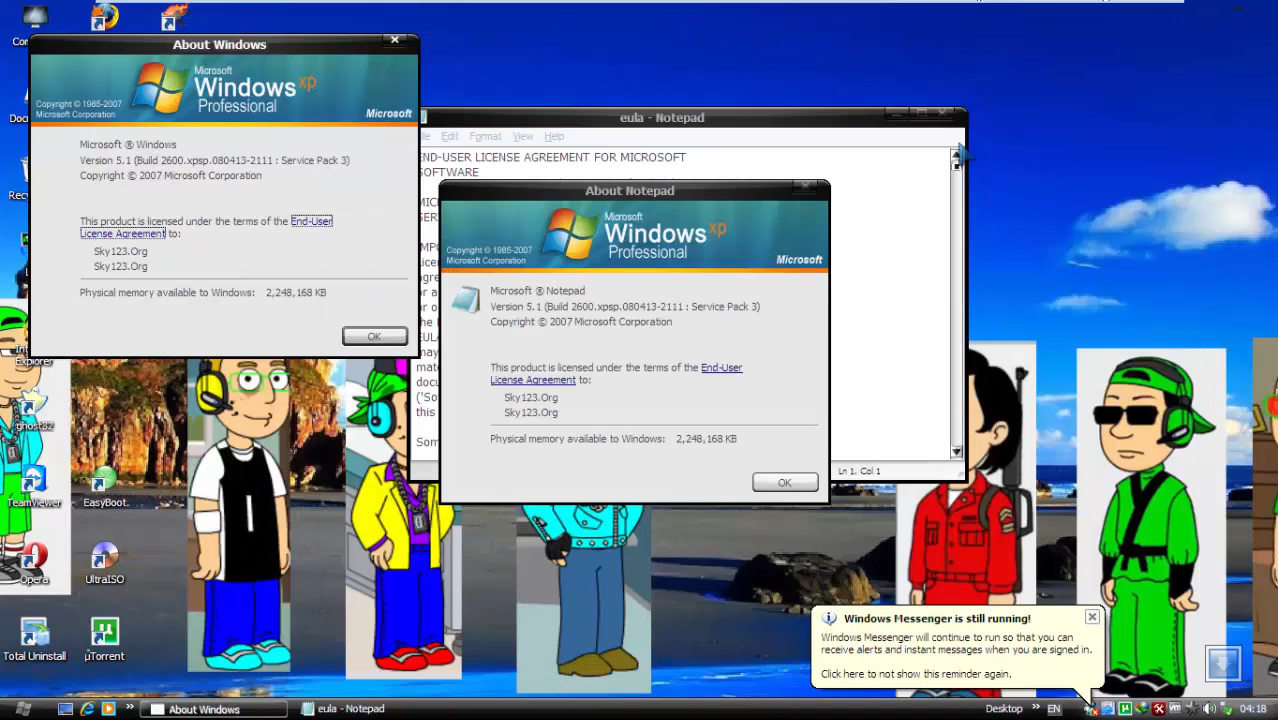 About Windows
Microsoft
Windows xp
Professional
Copyright © 1985-2007
Microsoft Corporation
Microsoft
Microsoft ® Windows
Version 5.1 (Build 2600.xpsp.080413-2111 : Service Pack 3)
Copyright © 2007 Microsoft Corporation
This product is licensed under the terms of the End-User
License Agreement to:
Sky123.Org
Sky123.Org
Physical memory available to Windows: 2,248,168 KB
OK
eula - Notepad
Edit Format View Help
END-USER LICENSE AGREEMENT FOR MICROSOFT
SOFTWARE
About Notepad
Microsoft
Windows xp
Professional
Copyright © 1985-2007
Microsoft Corporation
Microsoft
Microsoft ® Notepad
Version 5.1 (Build 2600.xpsp.080413-2111 : Service Pack 3)
Copyright © 2007 Microsoft Corporation
This product is licensed under the terms of the End-User
License Agreement to:
Sky123.Org
Sky123.Org
Physical memory available to Windows: 2,248,168 KB
OK
('So
this
Som
Ln 1, Col 1
Explorer
ghost32
TeamViewer
EasyBoot
Opera
UltraISO
Total Uninstall
µTorrent
Windows Messenger is still running!
Windows Messenger will continue to run so that you can
receive alerts and instant messages when you are signed in.
Click here to not show this reminder again.
About Windows
eula - Notepad
Desktop
EN
04:18